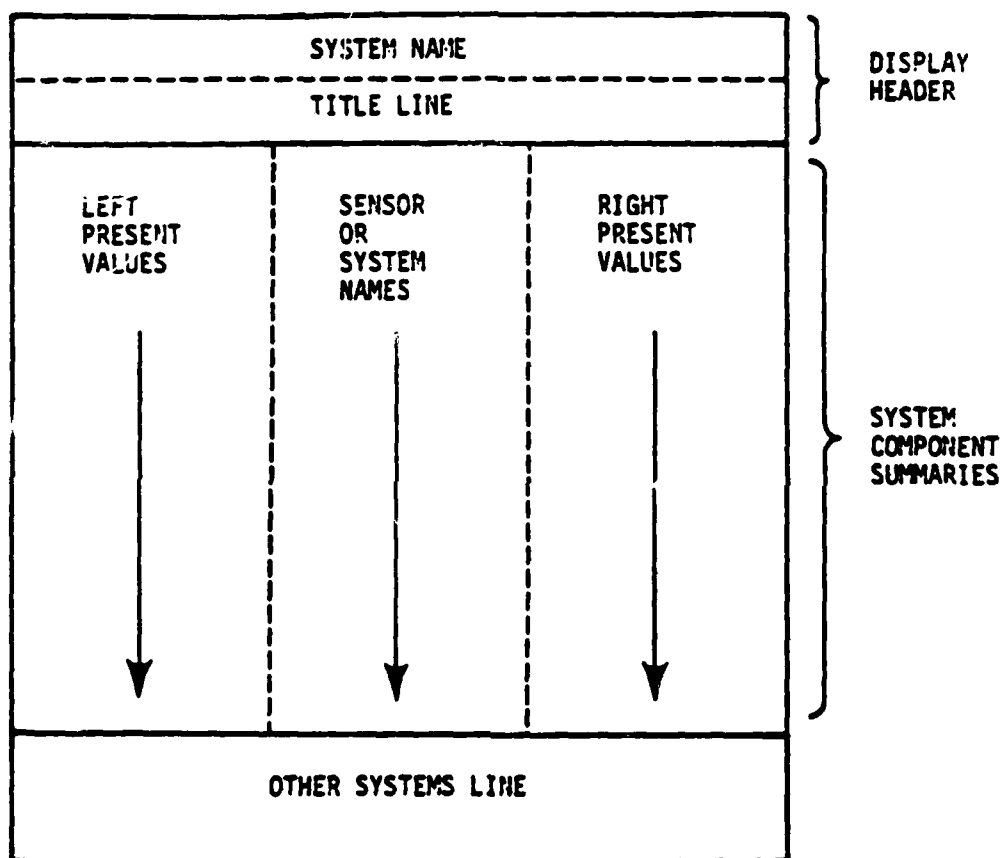 SYSTEM NAME
TITLE LINE
DISPLAY
HEADER
LEFT
PRESENT
VALUES
SENSOR
OR
SYSTEM
NAMES
RIGHT
PRESENT
VALUES
SYSTEM
COMPONENT
SUMMARIES
OTHER SYSTEMS LINE